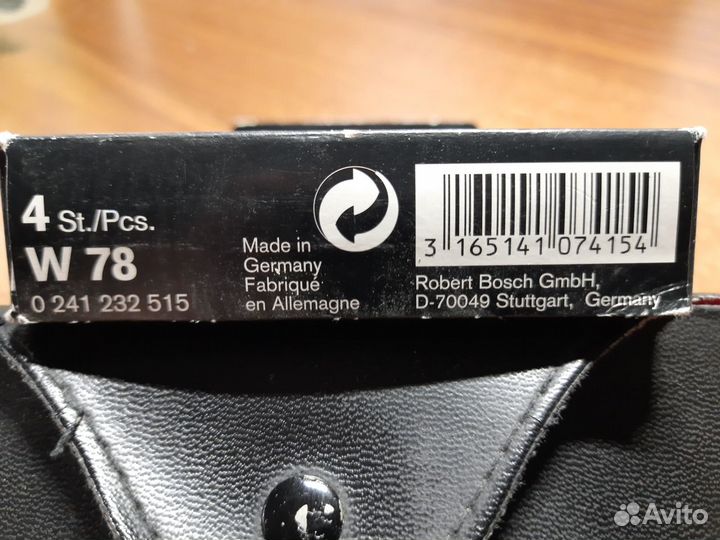 4 St./Pcs.
W 78
0 241 232 515
Made in
Germany
Fabriqué
en Allemagne
3 165141 074154
Robert Bosch GmbH,
D-70049 Stuttgart, Germany
Avito